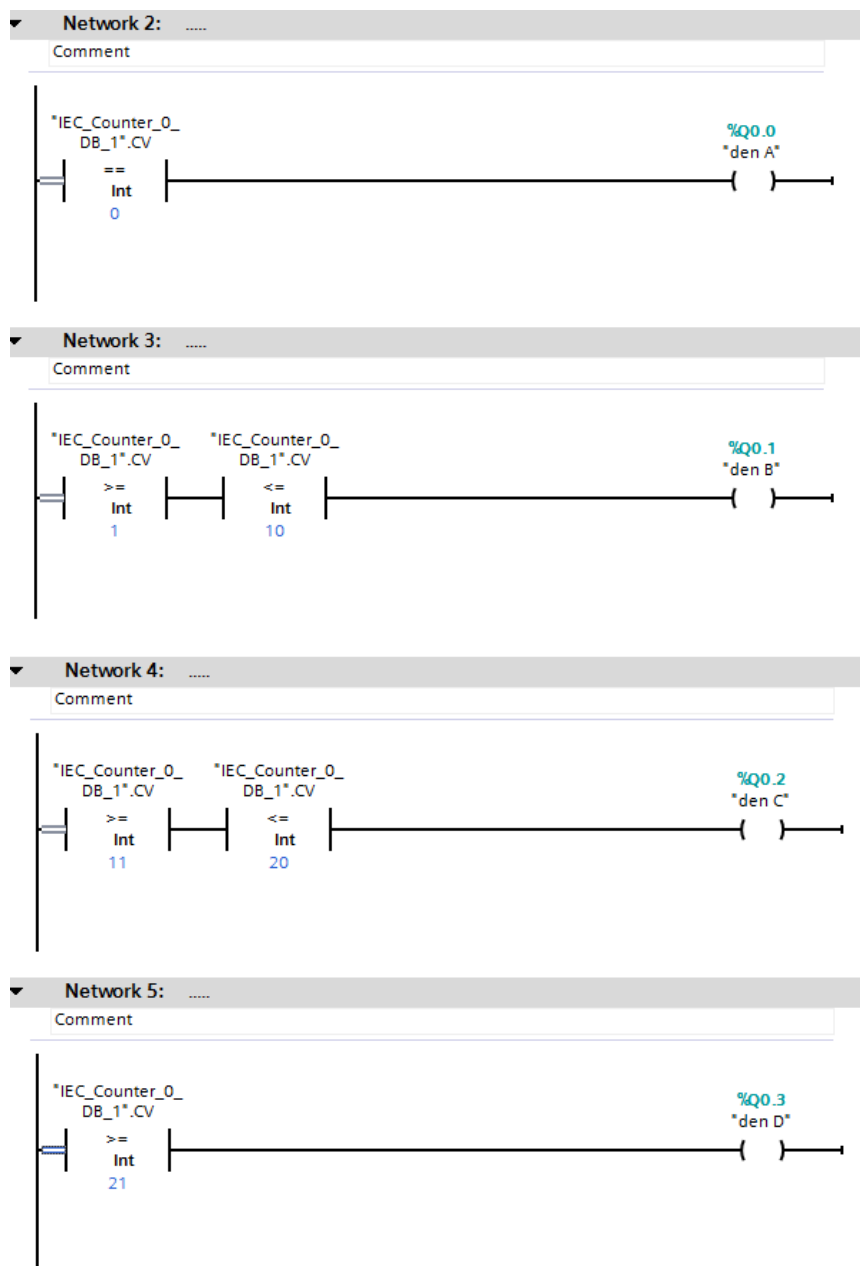 Network 2: .....
Comment
"IEC_Counter_0_
DB_1".CV
%Q0.0
"den A"
==
Int
0
Network 3: .....
Comment
"IEC_Counter_0_ "IEC_Counter_0_
DB_1".CV DB_1".CV
%Q0.1
"den B"
>= <=
Int Int
1 10
Network 4: .....
Comment
"IEC_Counter_0_ "IEC_Counter_0_
DB_1".CV DB_1".CV
%Q0.2
"den C"
>= <=
Int Int
11 20
Network 5: .....
Comment
"IEC_Counter_0_
DB_1".CV
%Q0.3
"den D"
>=
Int
21